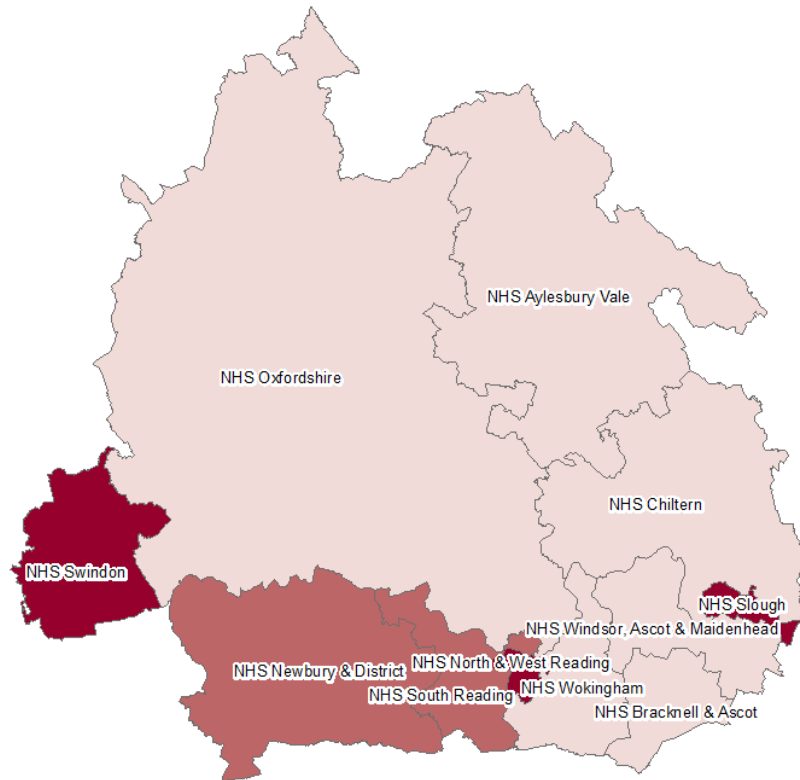 NHS Aylesbury Vale
NHS Oxfordshire
NHS Chiltern
NHS Swindon
NHS Slough
NHS Windsor, Ascot & Maidenhead
NHS North & West Reading
NHS Newbury & District
NHS Wokingham
NHS South Reading
NHS Bracknell & Ascot